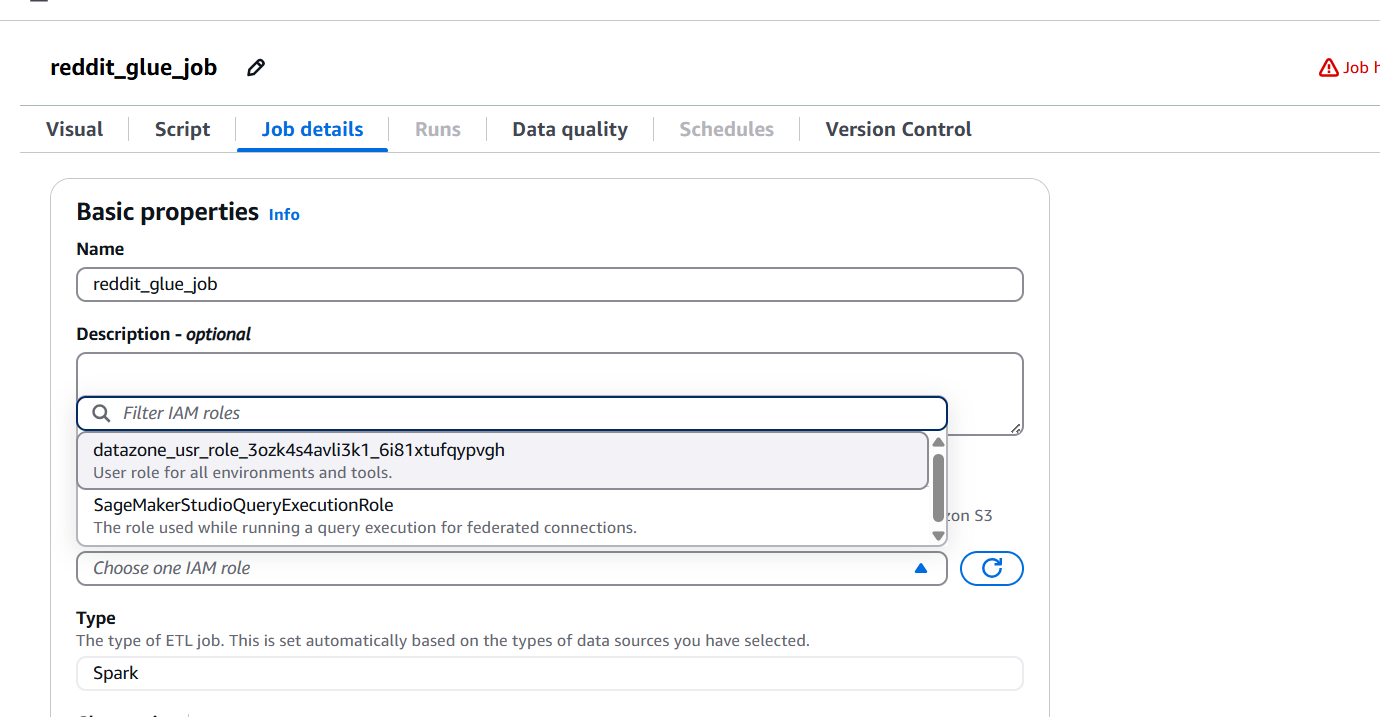 reddit_glue_job
Job h
Visual Script Job details Runs Data quality Schedules Version Control
Basic properties Info
Name
reddit_glue_job
Description - optional
Filter IAM roles
datazone_usr_role_3ozk4s4avli3k1_6i81xtufqypvgh
User role for all environments and tools.
SageMakerStudioQueryExecutionRole
The role used while running a query execution for federated connections.
zon S3
Choose one IAM role
Type
The type of ETL job. This is set automatically based on the types of data sources you have selected.
Spark